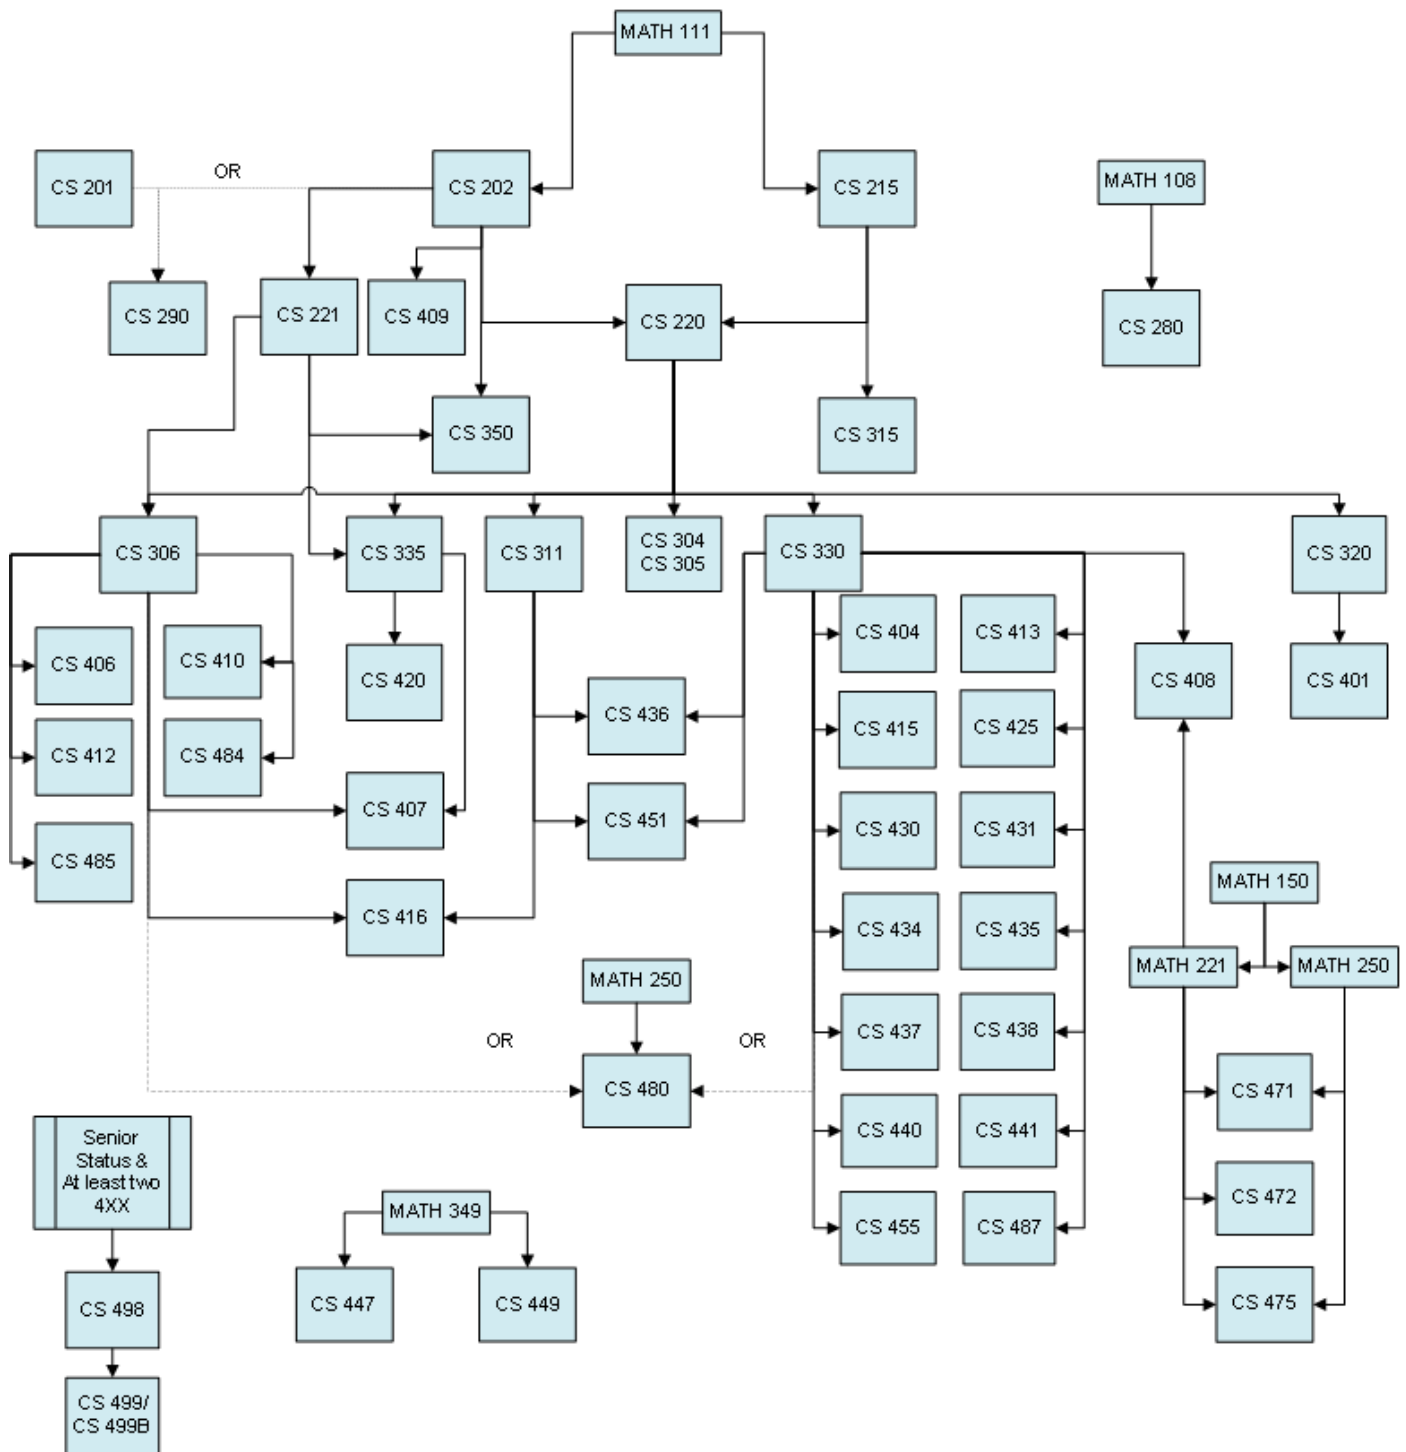 MATH 111
CS 201
OR
CS 202
CS 215
MATH 108
CS 290
CS 221
CS 409
CS 220
CS 280
CS 350
CS 315
CS 306
CS 335
CS 311
CS 304
CS 305
CS 330
CS 320
CS 406
CS 410
CS 420
CS 436
CS 404
CS 413
CS 408
CS 401
CS 412
CS 484
CS 415
CS 425
CS 485
CS 407
CS 451
CS 430
CS 431
MATH 150
CS 416
CS 434
CS 435
MATH 250
MATH 221
MATH 250
OR
OR
CS 437
CS 438
CS 480
CS 471
Senior
Status &
At least two
4XX
CS 440
CS 441
CS 472
MATH 349
CS 455
CS 487
CS 498
CS 447
CS 449
CS 475
CS 499/
CS 499B